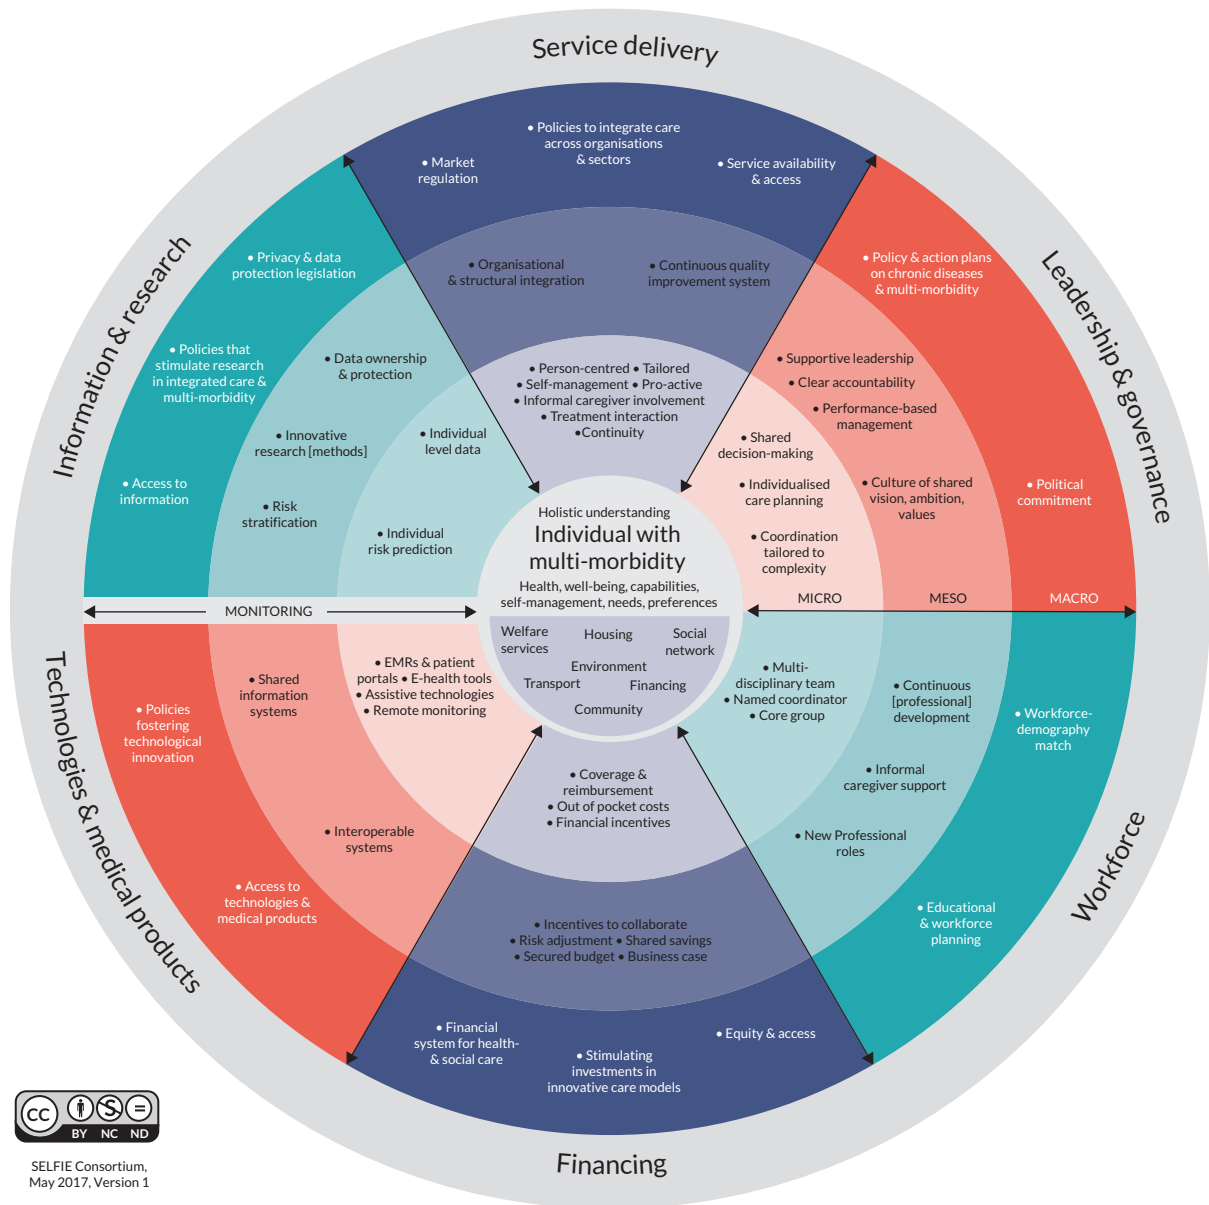 Service delivery
• Policies to integrate care
across organisations
& sectors
• Market
regulation
• Service availability
& access
• Organisational
& structural integration
• Continuous quality
improvement system
• Person-centred • Tailored
• Self-management • Pro-active
• Informal caregiver involvement
• Treatment interaction
•Continuity
Leadership & governance
• Policy & action plans
on chronic diseases
& multi-morbidity
• Political
commitment
• Supportive leadership
• Clear accountability
• Performance-based
management
• Culture of shared
vision, ambition,
values
• Shared
decision-making
• Individualised
care planning
• Coordination
tailored to
complexity
MICRO
MESO
MACRO
Information & research
• Privacy & data
protection legislation
• Policies that
stimulate research
in integrated care &
multi-morbidity
• Access to
information
• Data ownership
& protection
• Innovative
research [methods]
• Risk
stratification
• Individual
level data
• Individual
risk prediction
MONITORING
Holistic understanding
Individual with
multi-morbidity
Health, well-being, capabilities,
self-management, needs, preferences
Welfare
services
Housing
Social
network
Environment
Transport
Financing
Community
Technologies & medical products
• EMRs & patient
portals • E-health tools
• Assistive technologies
• Remote monitoring
• Shared
information
systems
• Interoperable
systems
• Policies
fostering
technological
innovation
• Access to
technologies &
medical products
Workforce
• Multi-
disciplinary team
• Named coordinator
• Core group
• Continuous
[professional]
development
• Informal
caregiver support
• New Professional
roles
• Workforce-
demography
match
• Educational
& workforce
planning
• Coverage &
reimbursement
• Out of pocket costs
• Financial incentives
• Incentives to collaborate
• Risk adjustment • Shared savings
• Secured budget • Business case
• Financial
system for health-
& social care
• Stimulating
investments in
innovative care models
• Equity & access
Financing
CC
BY NC ND
SELFIE Consortium,
May 2017, Version 1